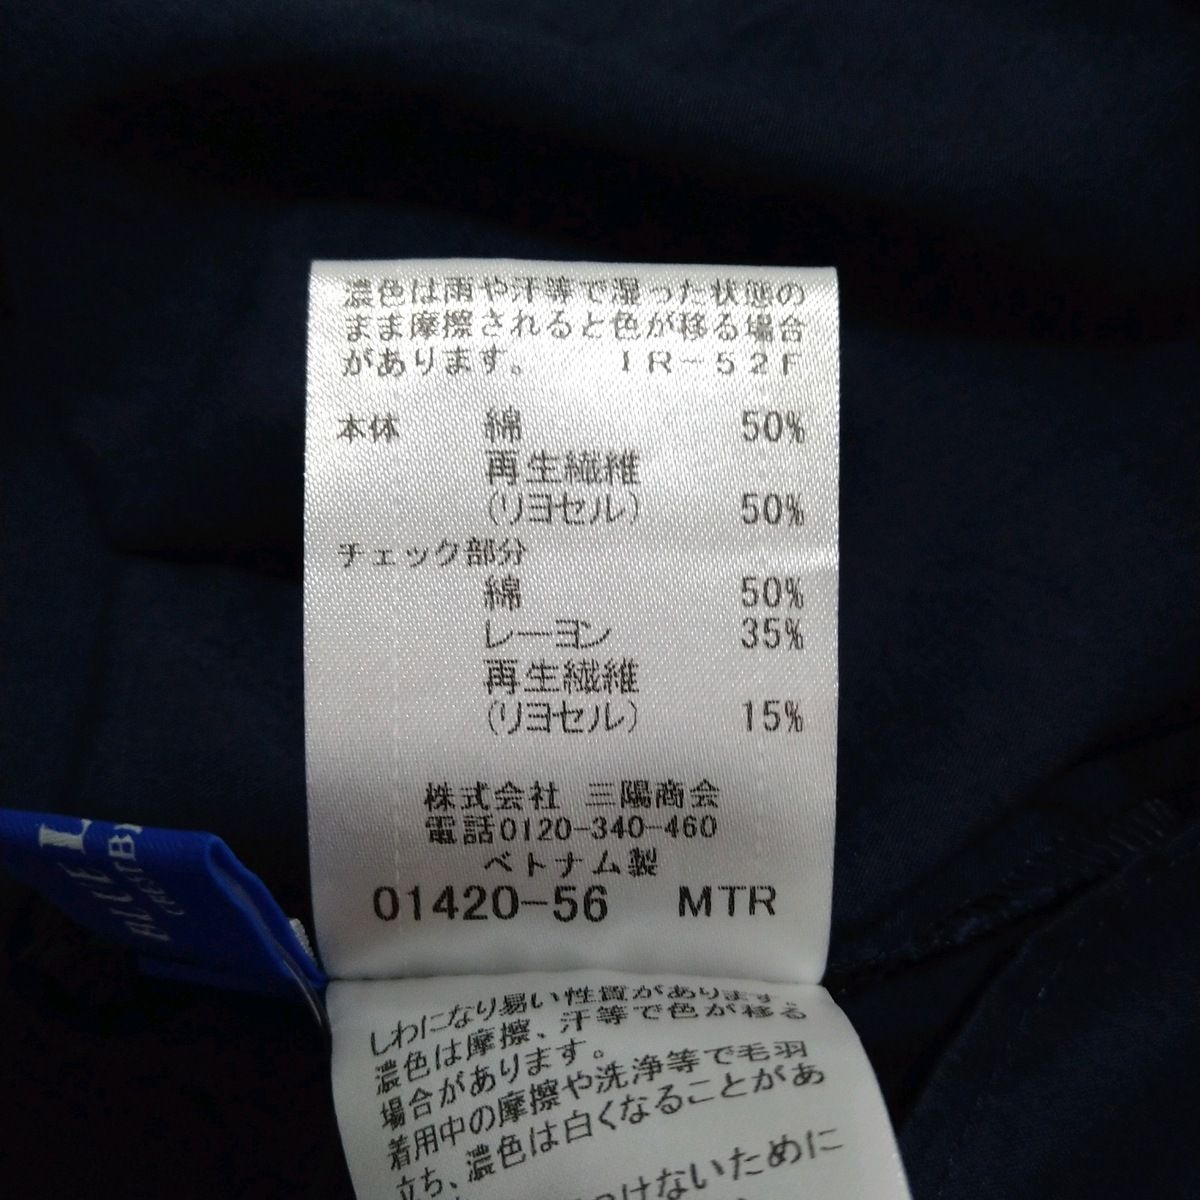 濃色は雨や汗等で湿った状態の
まま摩擦されると色が移る場合
があります。 IR-52F
本体 綿 50%
再生繊維
(リヨセル) 50%
チェック部分
綿 50%
レーヨン 35%
再生繊維
(リヨセル) 15%
株式会社 三陽商会
電話0120-340-460
ベトナム製
01420-56 MTR
しわになり易い性質があります。
濃色は摩擦、汗等で色が移る
場合があります。
着用中の摩擦や洗浄等で毛羽
立ち、濃色は白くなることがあ
つけないために
BLUE L